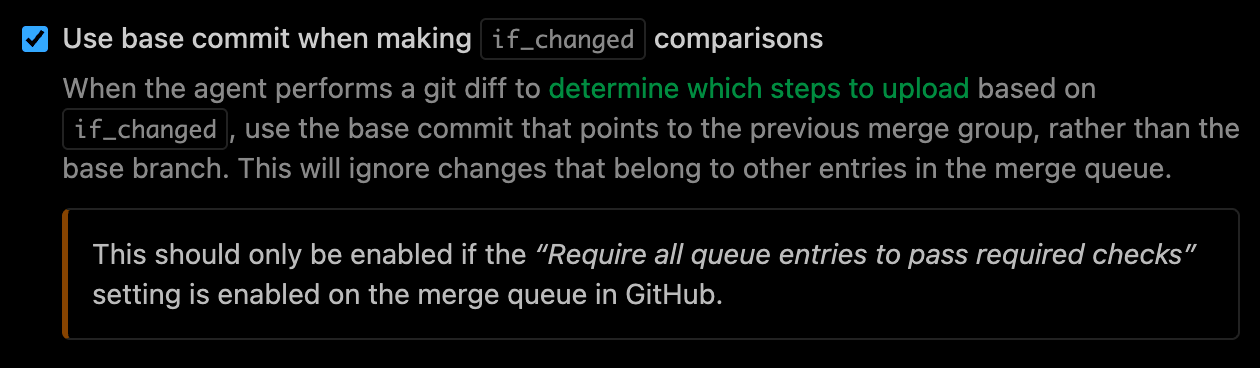 Use base commit when making if_changed comparisons
When the agent performs a git diff to determine which steps to upload based on
if_changed, use the base commit that points to the previous merge group, rather than the
base branch. This will ignore changes that belong to other entries in the merge queue.
This should only be enabled if the “Require all queue entries to pass required checks”
setting is enabled on the merge queue in GitHub.